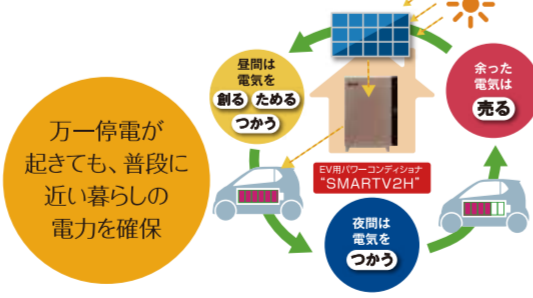 万一停電が
起きても、普段に
近い暮らしの
電力を確保
昼間は
電気を
創る ためる
つかう
余った
電気は
売る
EV用パワーコンディショナ
"SMARTV2H"
夜間は
電気を
つかう